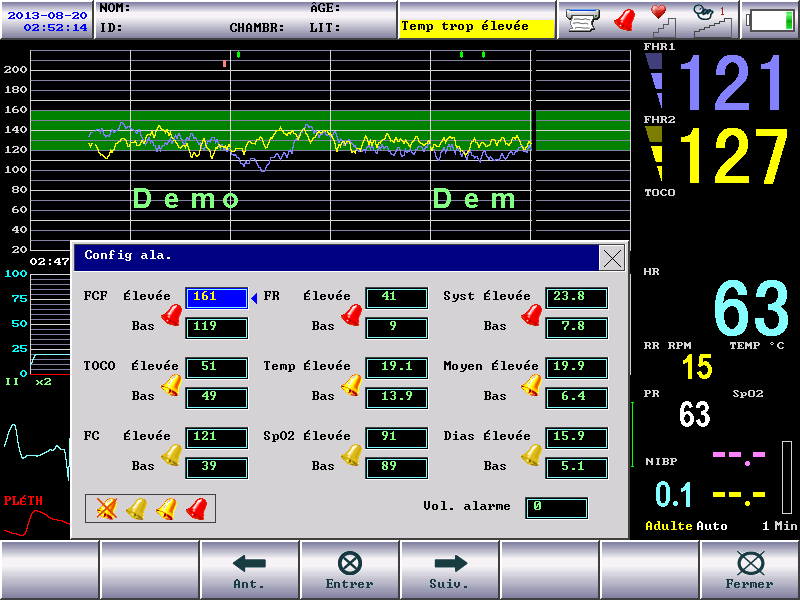 2013-08-20
02:52:14
NOM: ÂGE:
ID: CHAMBR: LIT:
Temp trop élevée
1
FHR1
121
FHR2
127
TOCO
200
180
160
140
120
100
80
60
40
20
Demo
Dem
02:47
100
75
50
25
0
II x2
PLÉTH
Config ala.
FCF Élevée 161
Bas 119
FR Élevée 41
Bas 9
Syst Élevée 23.8
Bas 7.8
TOCO Élevée 51
Bas 49
Temp Élevée 19.1
Bas 13.9
Moyen Élevée 19.9
Bas 6.4
FC Élevée 121
Bas 39
SpO2 Élevée 91
Bas 89
Dias Élevée 15.9
Bas 5.1
Vol. alarme 0
HR
63
RR RPM TEMP °C
15
PR SpO2
63
NIBP
--.-
0.1 --.-
Adulte Auto 1 Min
Ant.
Entrer
Suiv.
Fermer